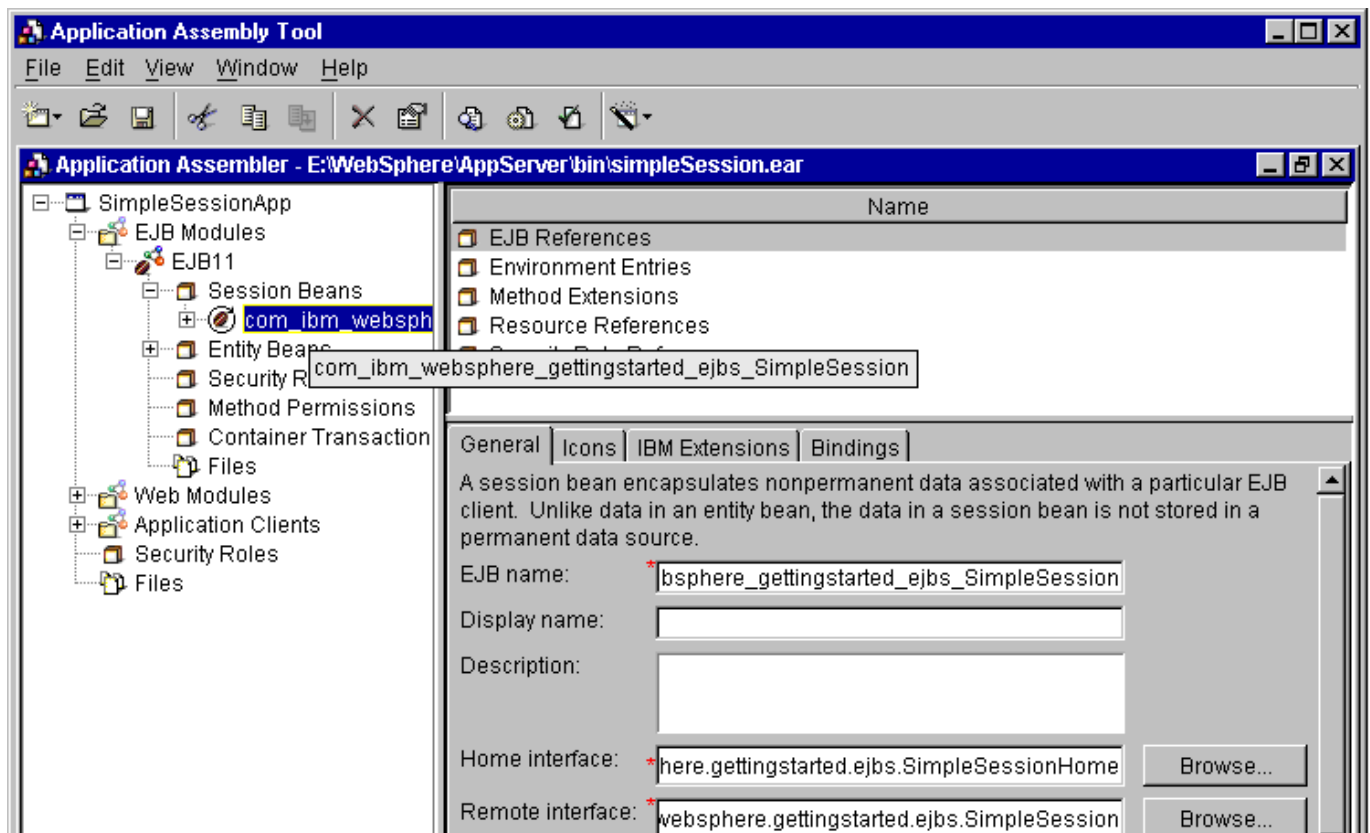 Application Assembly Tool
File Edit View Window Help
Application Assembler - E:\WebSphere\AppServer\bin\simpleSession.ear
SimpleSessionApp
EJB Modules
EJB11
Session Beans
com_ibm_websph
Entity Beans
com_ibm_websphere_gettingstarted_ejbs_SimpleSession
Security R
Method Permissions
Container Transaction
Files
Web Modules
Application Clients
Security Roles
Files
Name
EJB References
Environment Entries
Method Extensions
Resource References
General Icons IBM Extensions Bindings
A session bean encapsulates nonpermanent data associated with a particular EJB
client. Unlike data in an entity bean, the data in a session bean is not stored in a
permanent data source.
EJB name: * bsphere_gettingstarted_ejbs_SimpleSession
Display name:
Description:
Home interface: * here.gettingstarted.ejbs.SimpleSessionHome Browse...
Remote interface: * websphere.gettingstarted.ejbs.SimpleSession Browse...